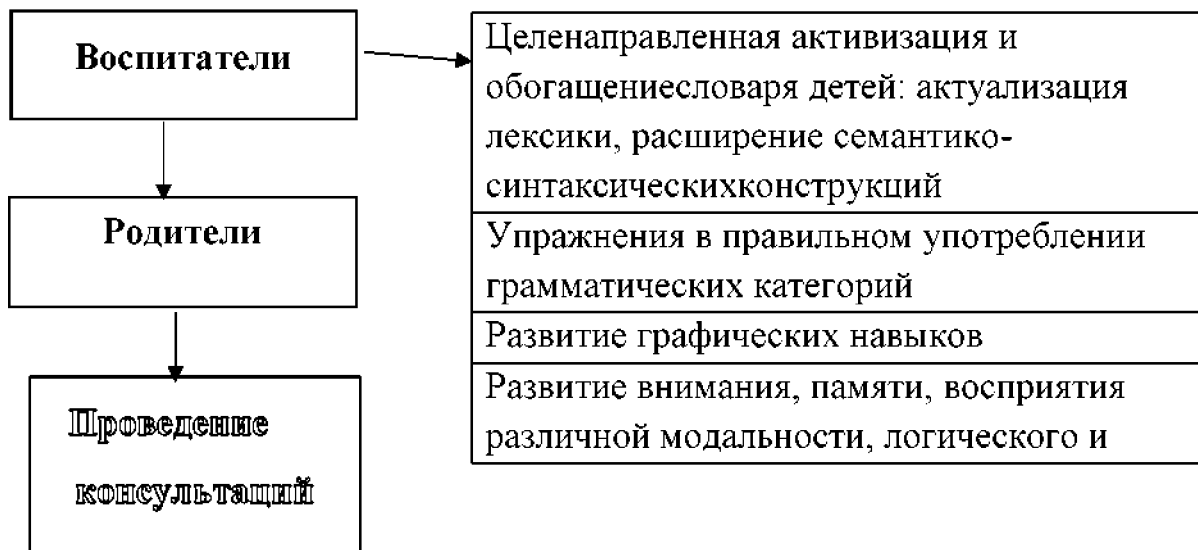 Воспитатели
Целенаправленная активизация и
обогащениесловаря детей: актуализация
лексики, расширение семантико-
синтаксическихконструкций
Родители
Упражнения в правильном употреблении
грамматических категорий
Развитие графических навыков
Развитие внимания, памяти, восприятия
различной модальности, логического и
Проведение
консультаций